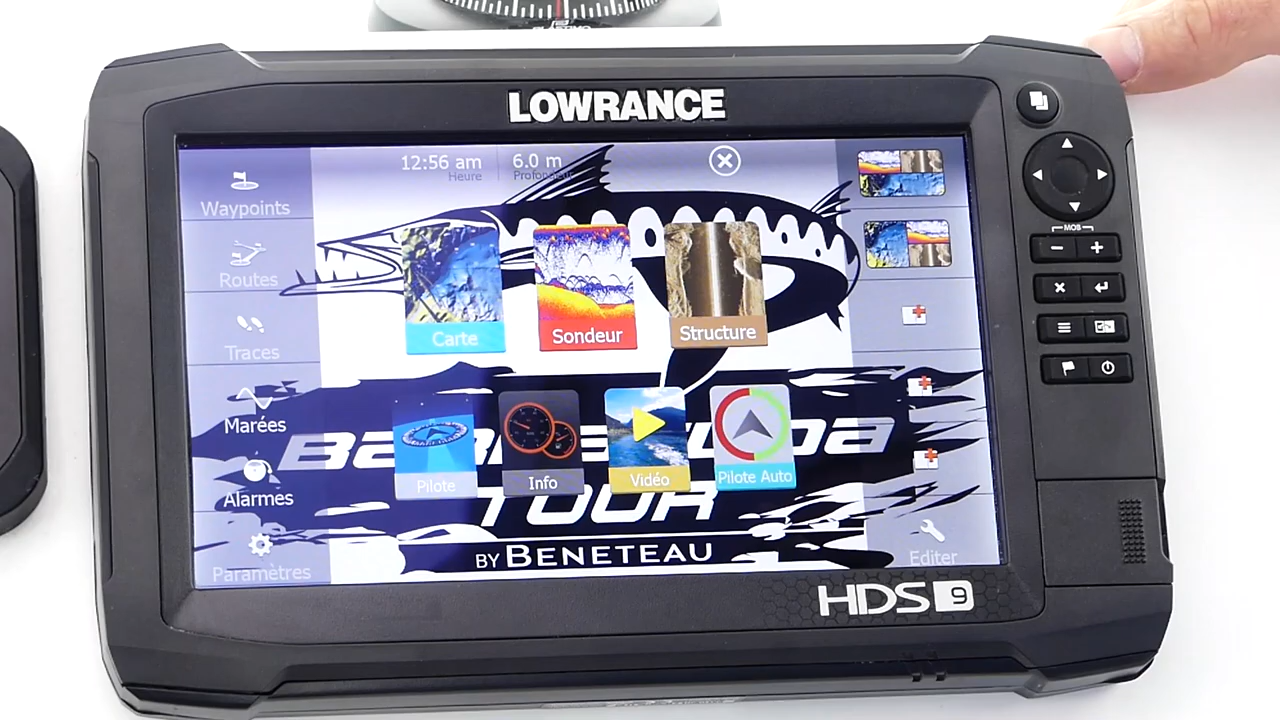 LOWRANCE
12:56 am
Heure
6.0 m
Waypoints
Routes
Traces
Marées
Alarmes
Paramètres
Carte
Sondeur
Structure
Pilote
Info
Vidéo
Pilote Auto
TOUR
BY BENETEAU
Editer
MOB
HDS 9